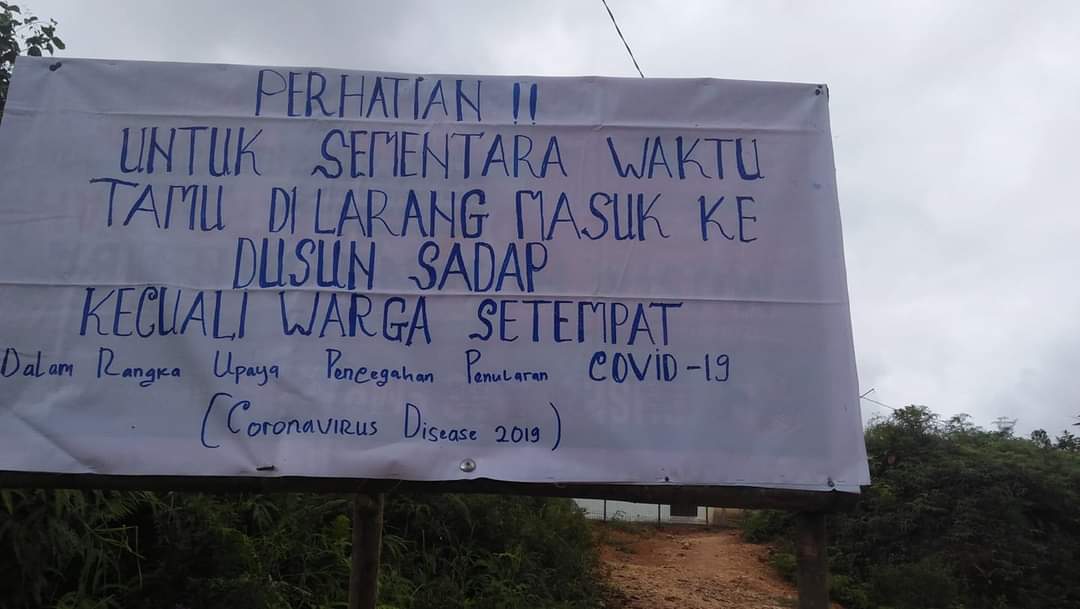 PERHATIAN !!
UNTUK SEMENTARA WAKTU
TAMU DI LARANG MASUK KE
DUSUN SADAP
KECUALI WARGA SETEMPAT
Dalam Rangka Upaya Pencegahan Penularan COVID-19
(Coronavirus Disease 2019)